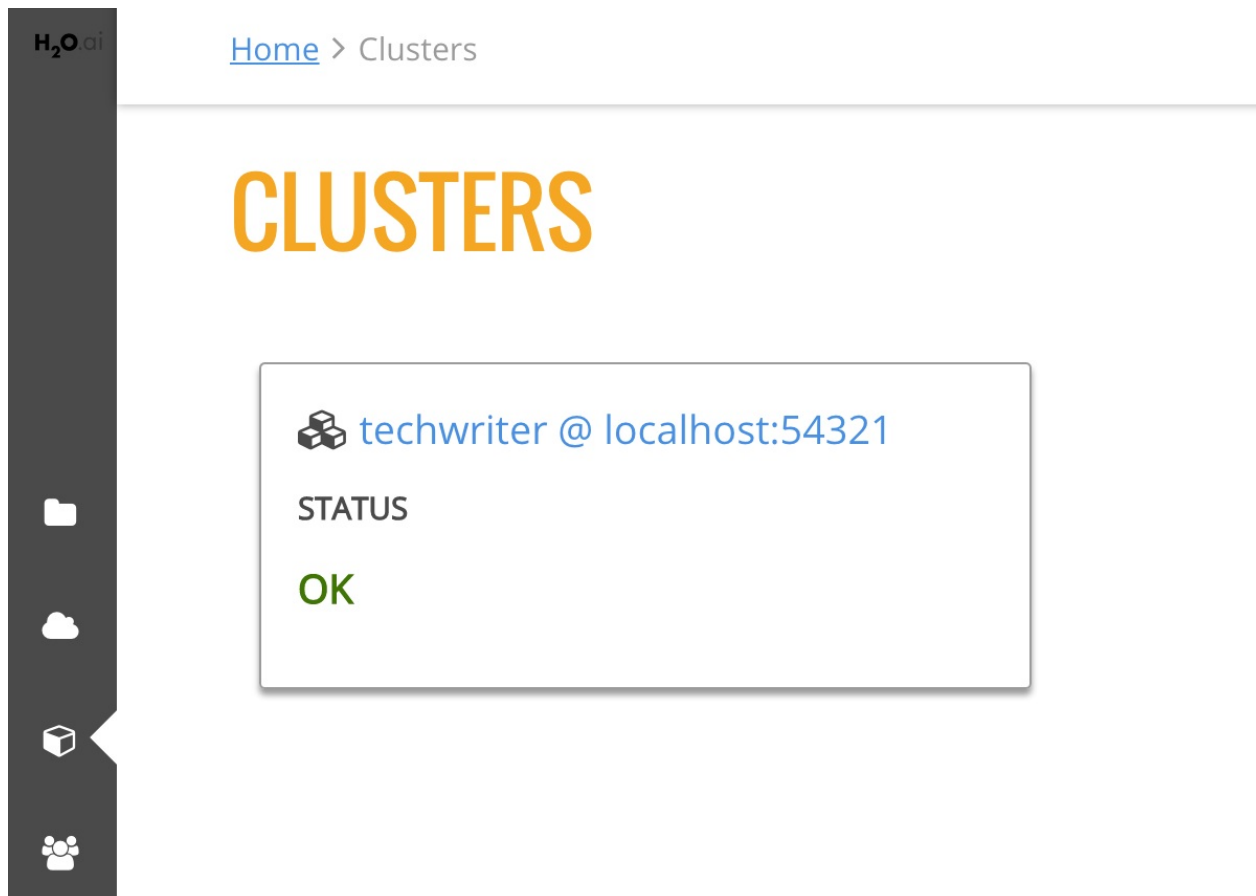 H2O.ai
Home > Clusters
CLUSTERS
techwriter @ localhost:54321
STATUS
OK